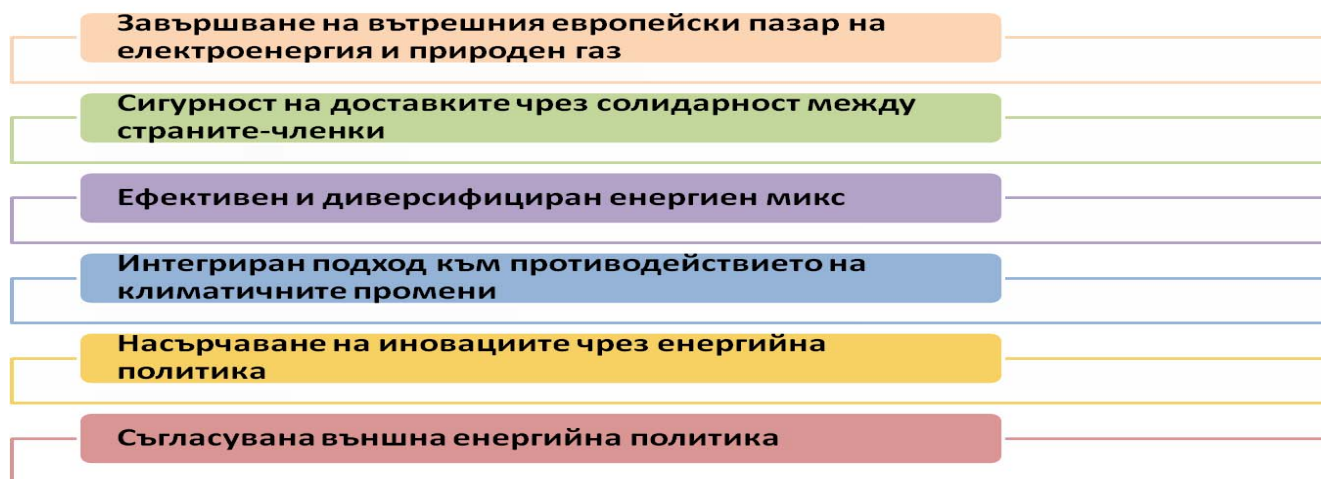 Завършване на вътрешния европейски пазар на
електроенергия и природен газ
Сигурност на доставките чрез солидарност между
страните-членки
Ефективен и диверсифициран енергиен микс
Интегриран подход към противодействието на
климатичните промени
Насърчаване на иновациите чрез енергийна
политика
Съгласувана външна енергийна политика